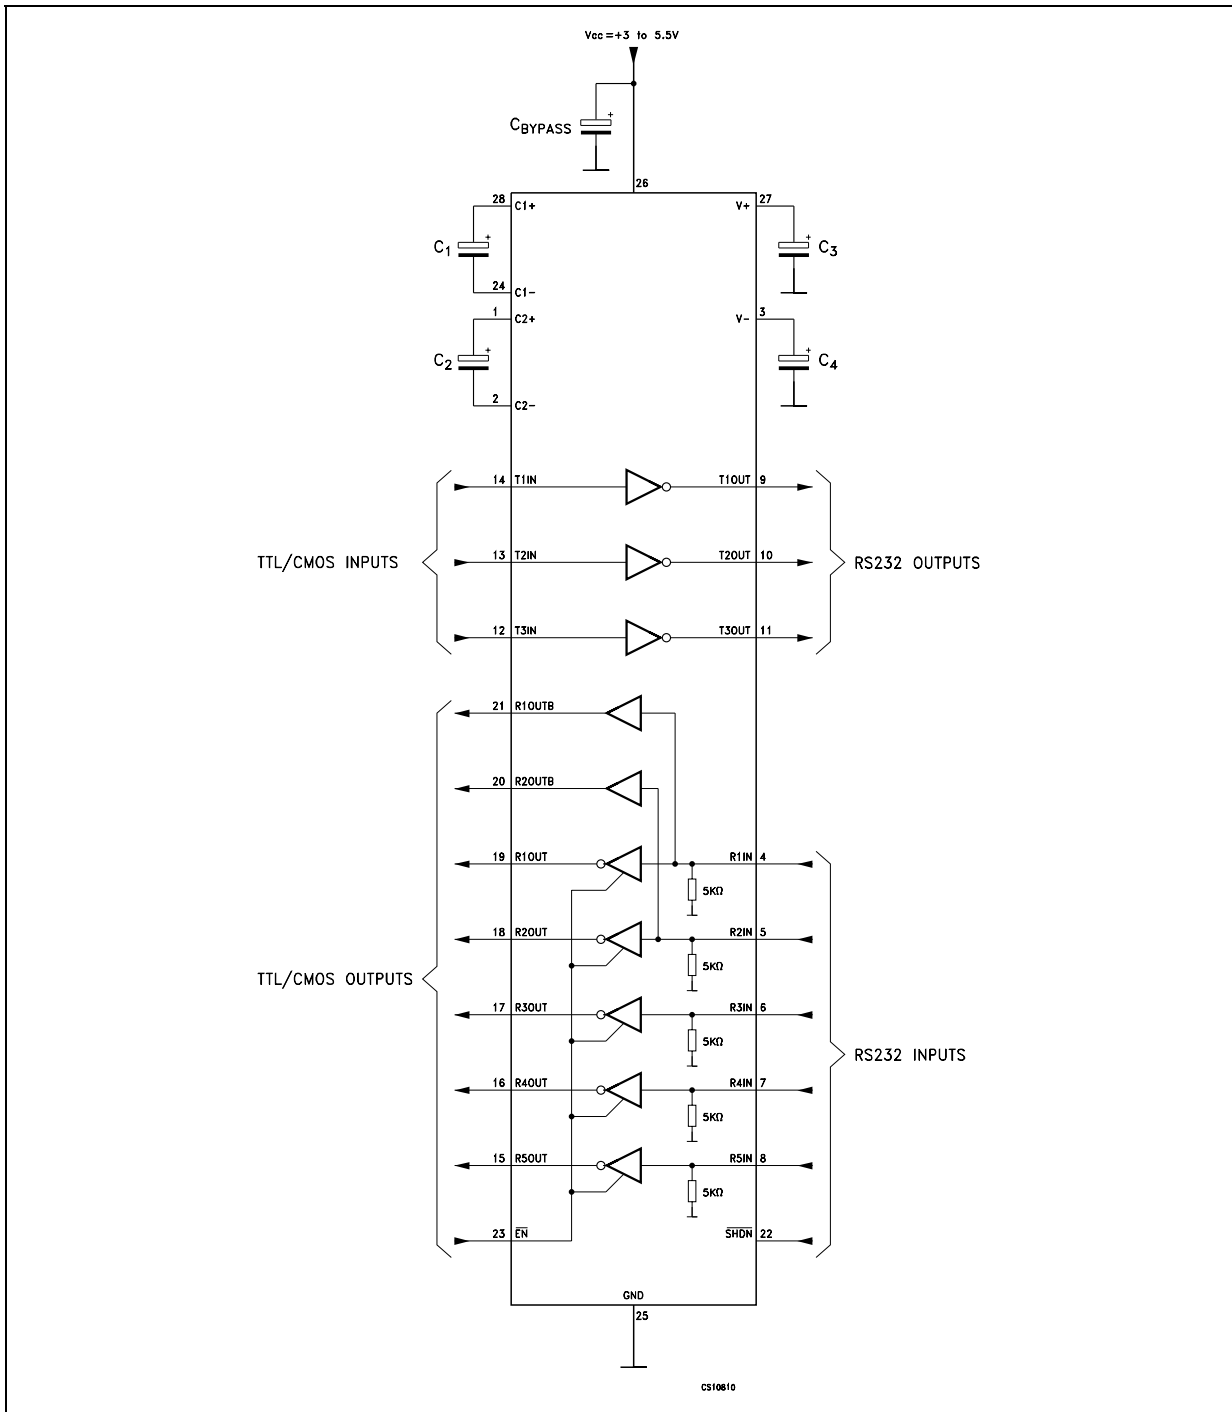 Vcc=+3 to 5.5V
CBYPASS
26
28 C1+ V+ 27
C1 C3
24 C1-
1 C2+ V- 3
C2 C4
2 C2-
14 T1IN T1OUT 9
13 T2IN T2OUT 10
TTL/CMOS INPUTS RS232 OUTPUTS
12 T3IN T3OUT 11
21 R1OUTB
20 R2OUTB
19 R1OUT R1IN 4
5KΩ
18 R2OUT R2IN 5
5KΩ
TTL/CMOS OUTPUTS
17 R3OUT R3IN 6
5KΩ
RS232 INPUTS
16 R4OUT R4IN 7
5KΩ
15 R5OUT R5IN 8
5KΩ
23 EN SHDN 22
GND
25
CS10810